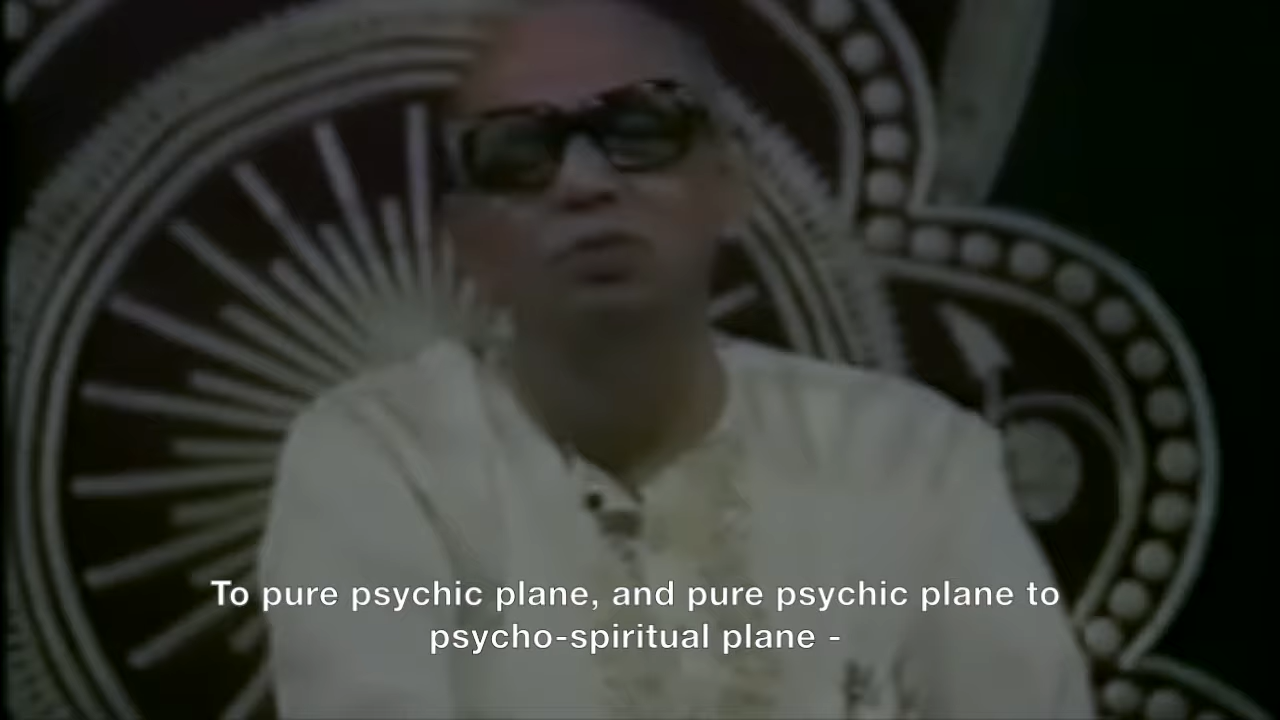 To pure psychic plane, and pure psychic plane to
psycho-spiritual plane -